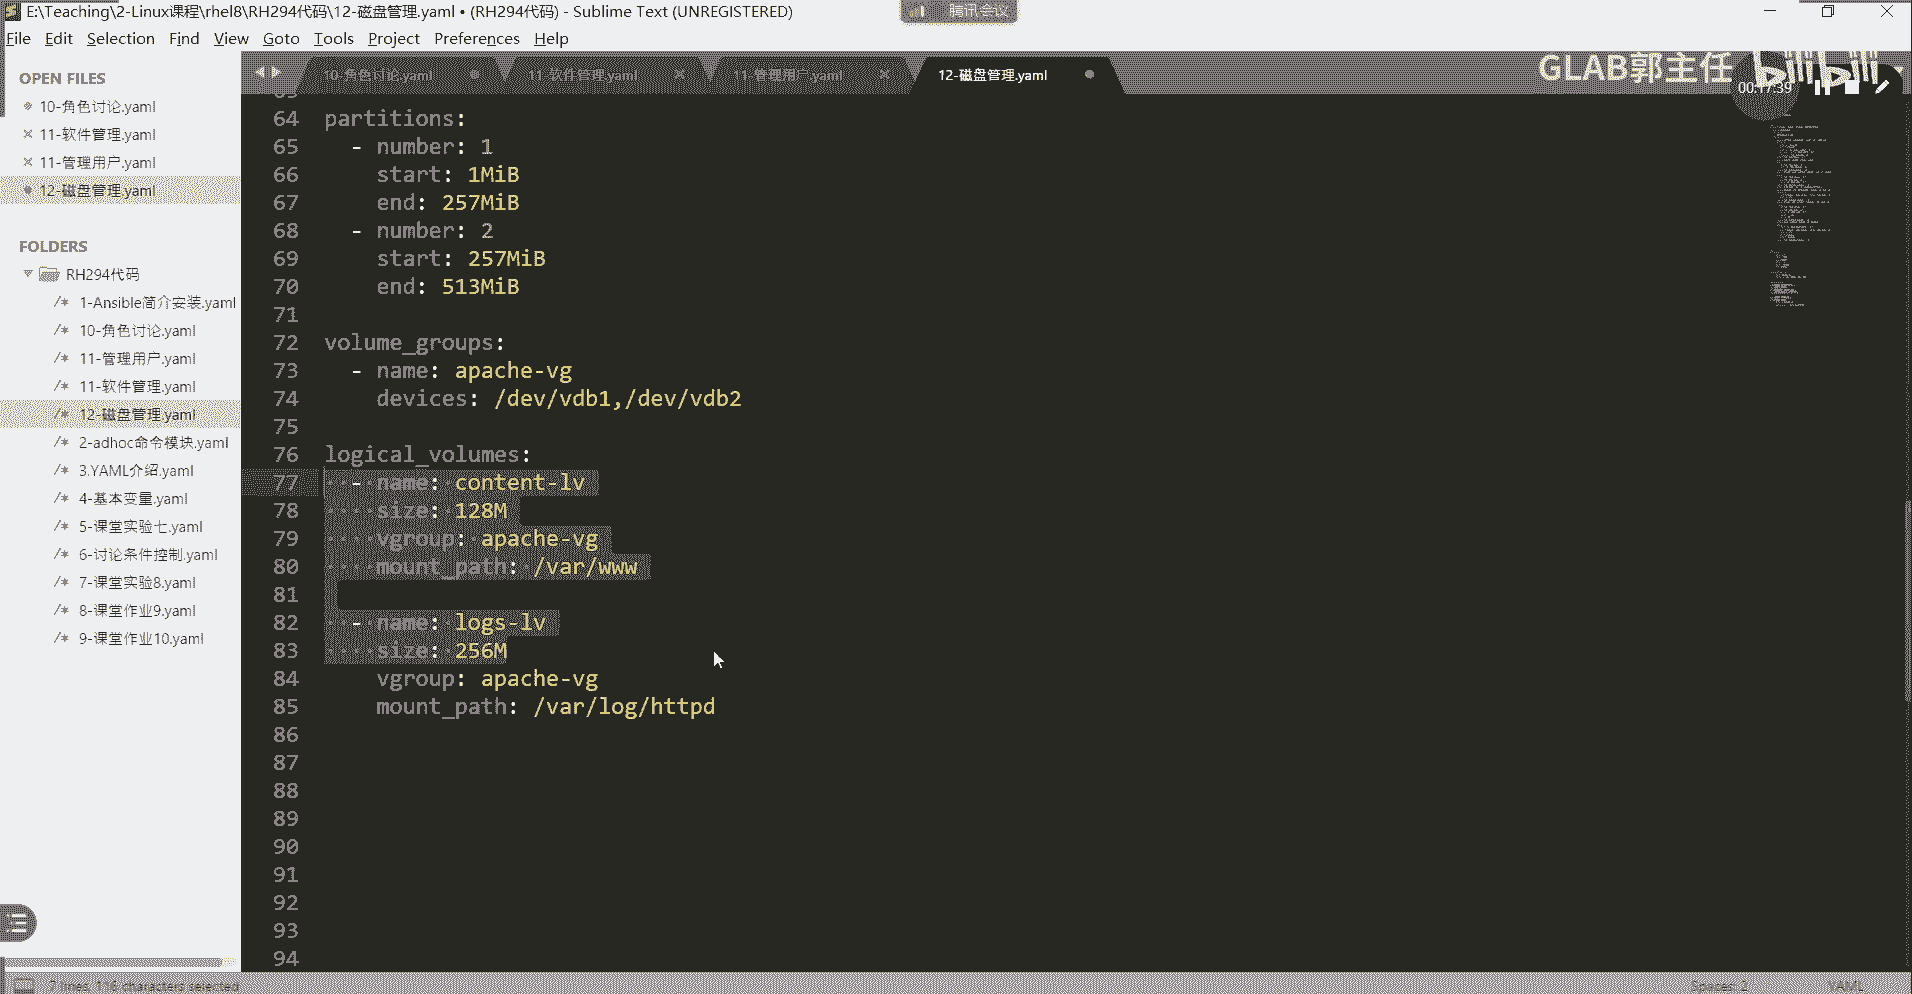 E:\Teaching\2-Linux课程\rhel8\RH294代码\12-磁盘管理.yaml • (RH294代码) - Sublime Text (UNREGISTERED)
腾讯会议
File Edit Selection Find View Goto Tools Project Preferences Help
GLAB郭主任 bilibili
00:17:39
OPEN FILES
10-角色讨论.yaml
11-软件管理.yaml
11-管理用户.yaml
12-磁盘管理.yaml
FOLDERS
RH294代码
1-Ansible简介安装.yaml
10-角色讨论.yaml
11-管理用户.yaml
11-软件管理.yaml
12-磁盘管理.yaml
2-adhoc命令模块.yaml
3.YAML介绍.yaml
4-基本变量.yaml
5-课堂实验七.yaml
6-讨论条件控制.yaml
7-课堂实验8.yaml
8-课堂作业9.yaml
9-课堂作业10.yaml
10-角色讨论.yaml 11-软件管理.yaml 11-管理用户.yaml 12-磁盘管理.yaml
64 partitions:
65 - number: 1
66 start: 1MiB
67 end: 257MiB
68 - number: 2
69 start: 257MiB
70 end: 513MiB
71
72 volume_groups:
73 - name: apache-vg
74 devices: /dev/vdb1,/dev/vdb2
75
76 logical_volumes:
77 - name: content-lv
78 size: 128M
79 vgroup: apache-vg
80 mount_path: /var/www
81
82 - name: logs-lv
83 size: 256M
84 vgroup: apache-vg
85 mount_path: /var/log/httpd
86
87
88
89
90
91
92
93
94
7 lines, 116 characters selected
Spaces: 2 YAML